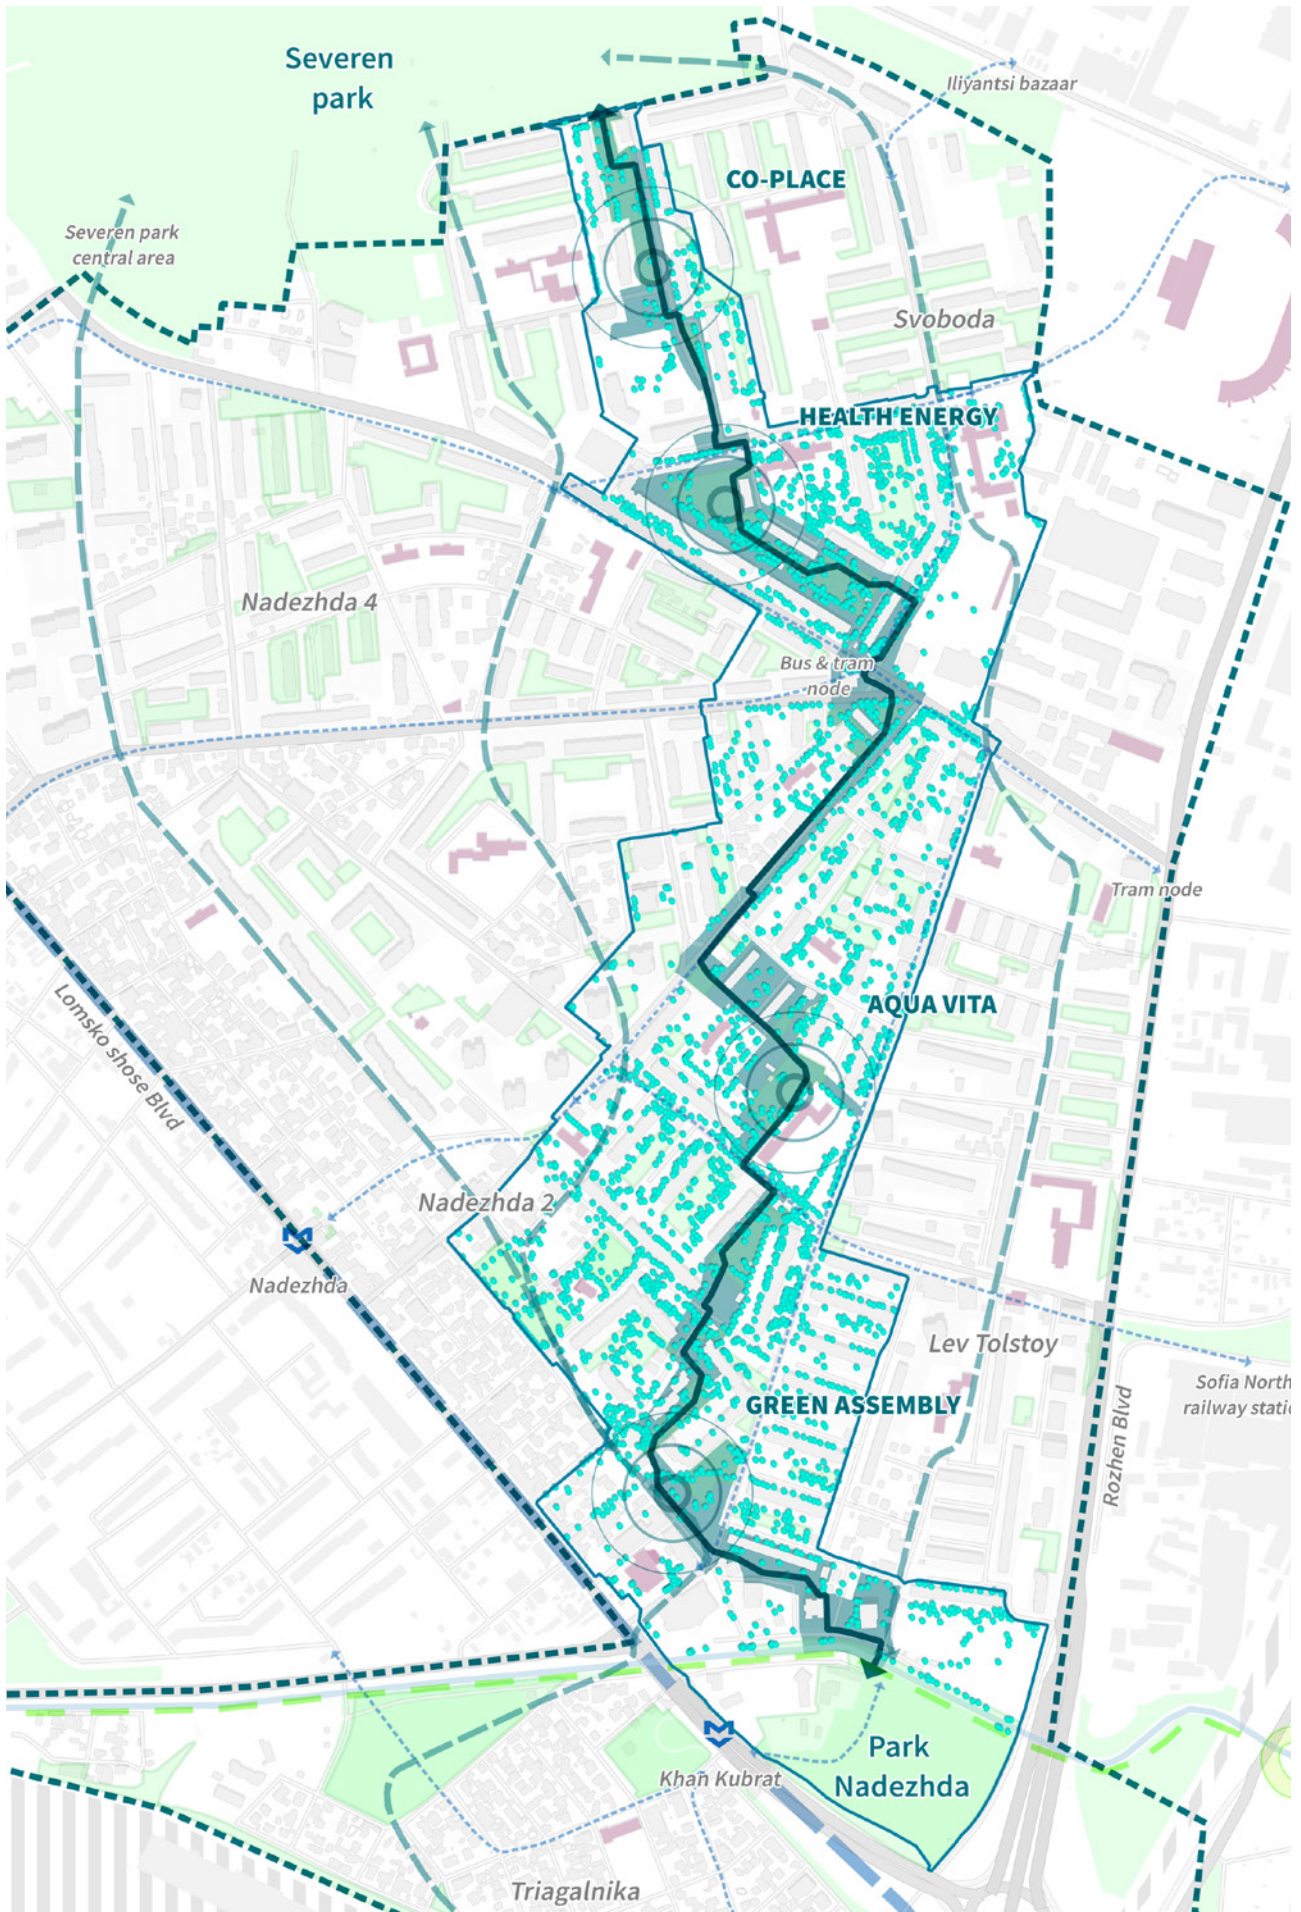 Severen
park
Iliyantsi bazaar
CO-PLACE
Severen park
central area
Svoboda
HEALTH ENERGY
Nadezhda 4
Bus & tram
node
Tram node
AQUA VITA
Lomsko shose Blvd
Nadezhda 2
Nadezhda
Lev Tolstoy
Sofia North
railway static
GREEN ASSEMBLY
Rozhen Blvd
Park
Nadezhda
Khan Kubrat
Triagalnika